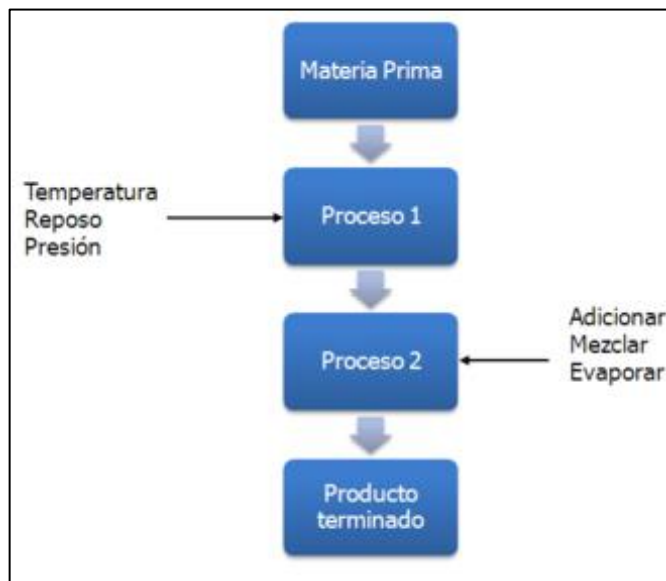 Materia Prima
Temperatura
Reposo
Presión
Proceso 1
Proceso 2
Adicionar
Mezclar
Evaporar
Producto
terminado